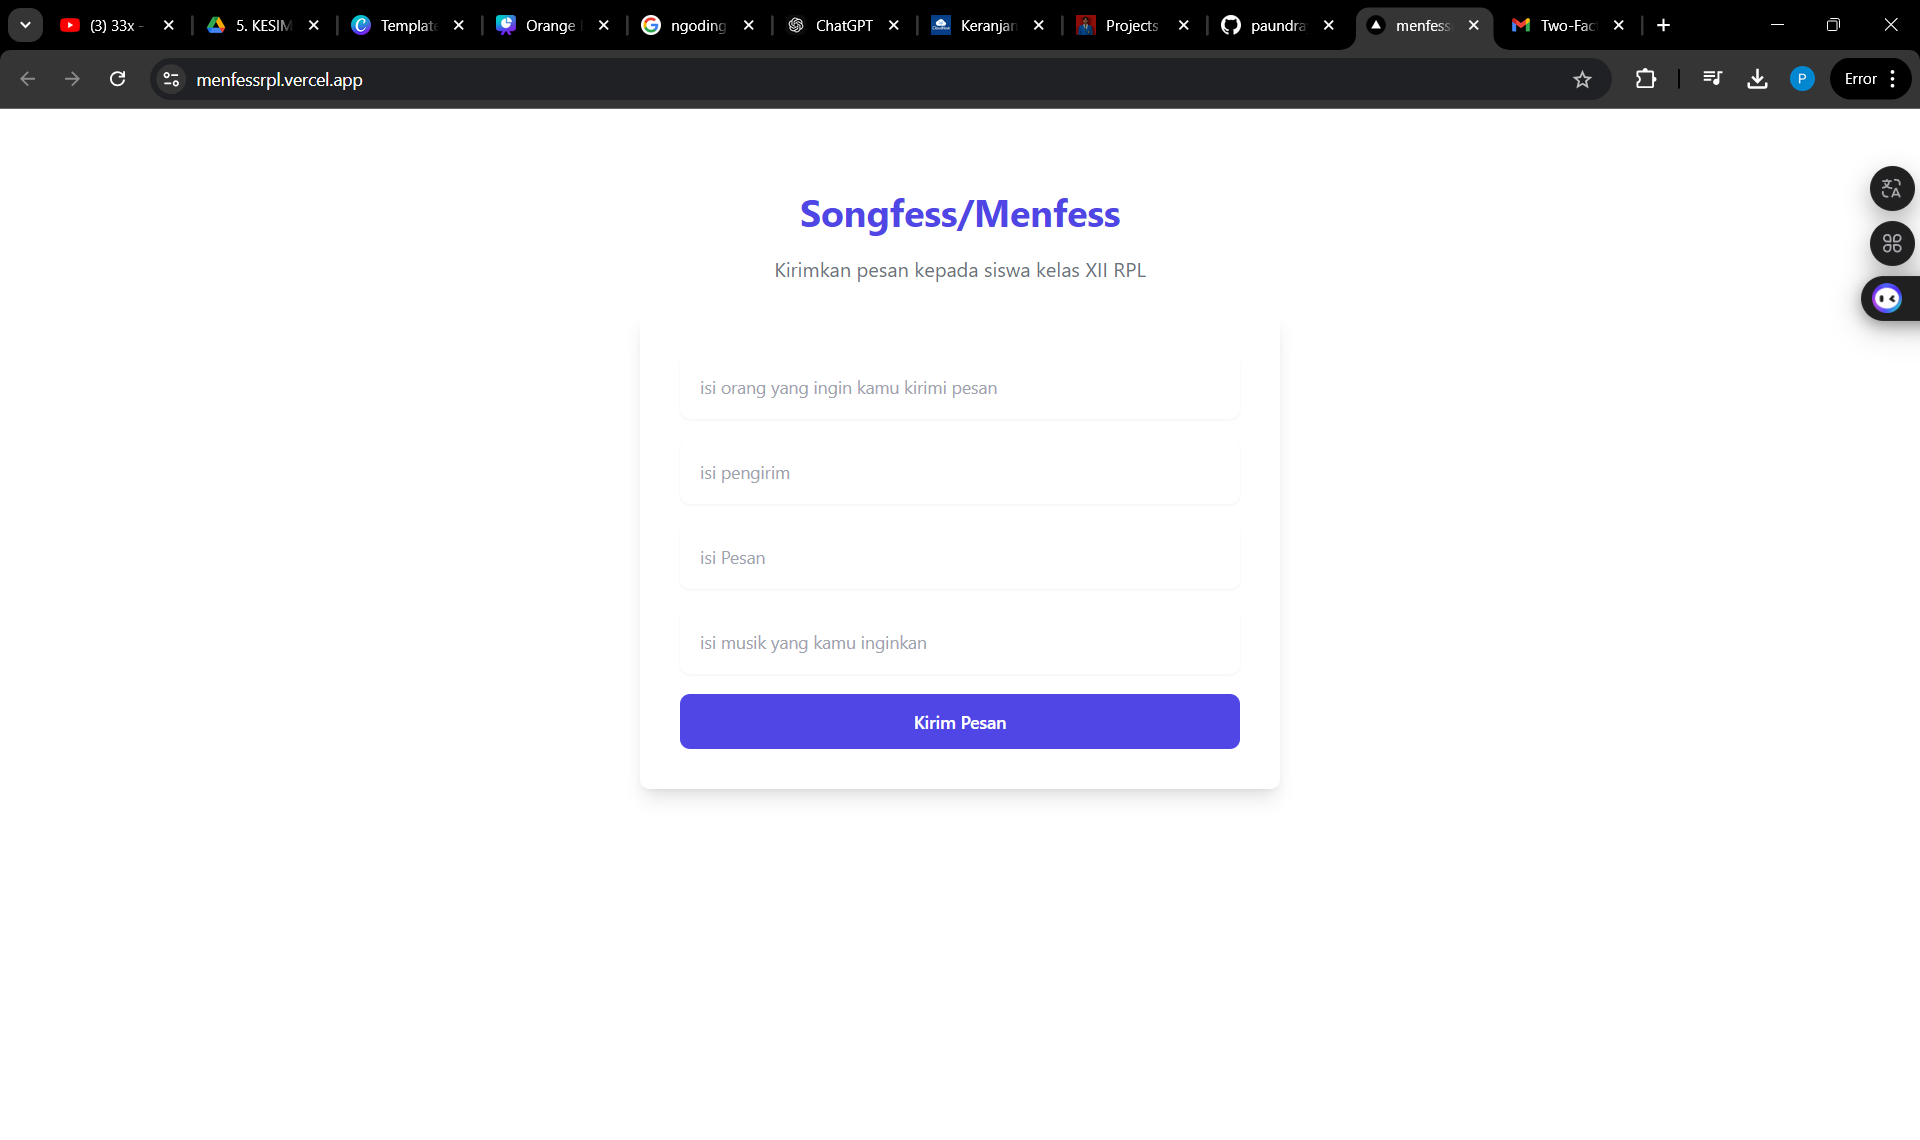 (3) 33x -
5. KESIM
Template
Orange
ngoding
ChatGPT
Keranjan
Projects
paundra
menfess
Two-Fac
menfessrpl.vercel.app
P
Error
Songfess/Menfess
Kirimkan pesan kepada siswa kelas XII RPL
isi orang yang ingin kamu kirimi pesan
isi pengirim
isi Pesan
isi musik yang kamu inginkan
Kirim Pesan